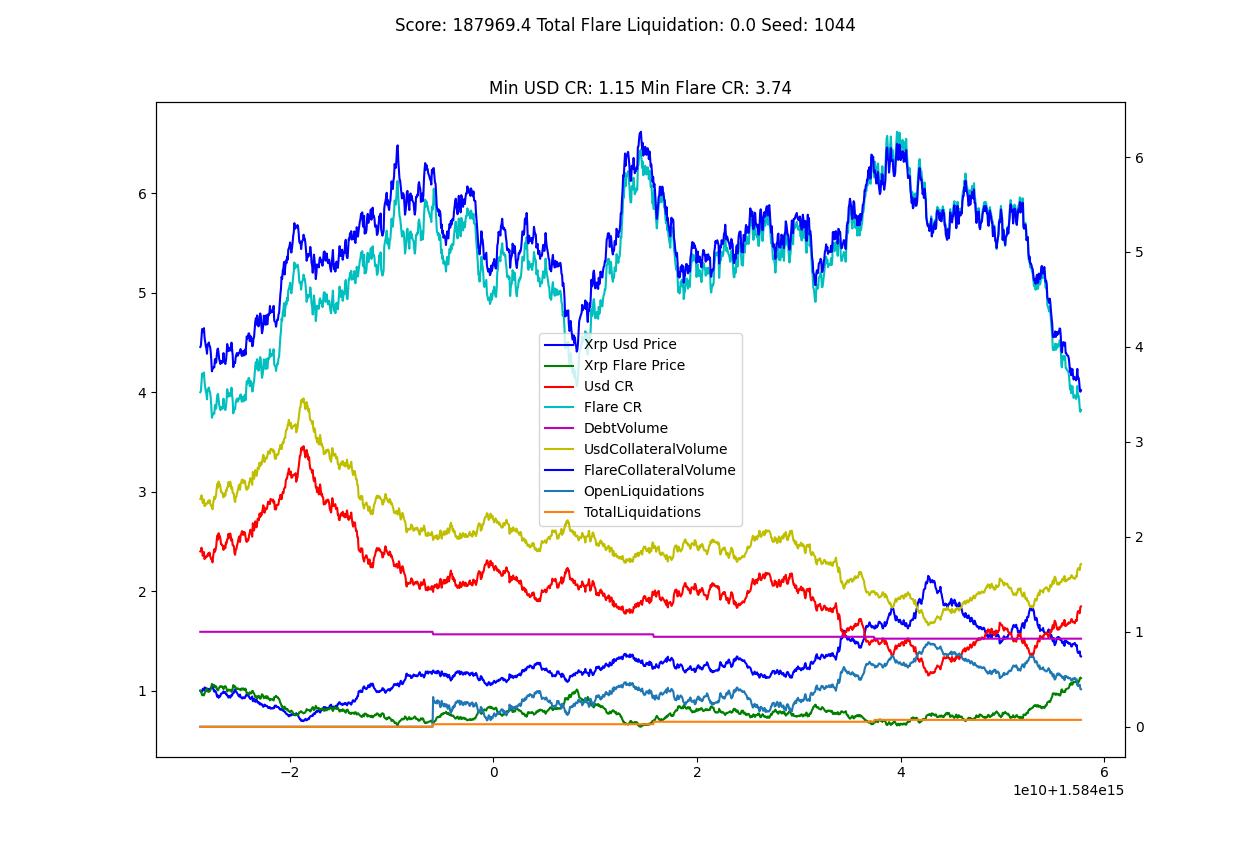 Score: 187969.4 Total Flare Liquidation: 0.0 Seed: 1044
Min USD CR: 1.15 Min Flare CR: 3.74
6
5
4
3
2
1
6
5
4
3
2
1
0
Xrp Usd Price
Xrp Flare Price
Usd CR
Flare CR
DebtVolume
UsdCollateralVolume
FlareCollateralVolume
OpenLiquidations
TotalLiquidations
−2 0 2 4 6
1e10+1.584e15